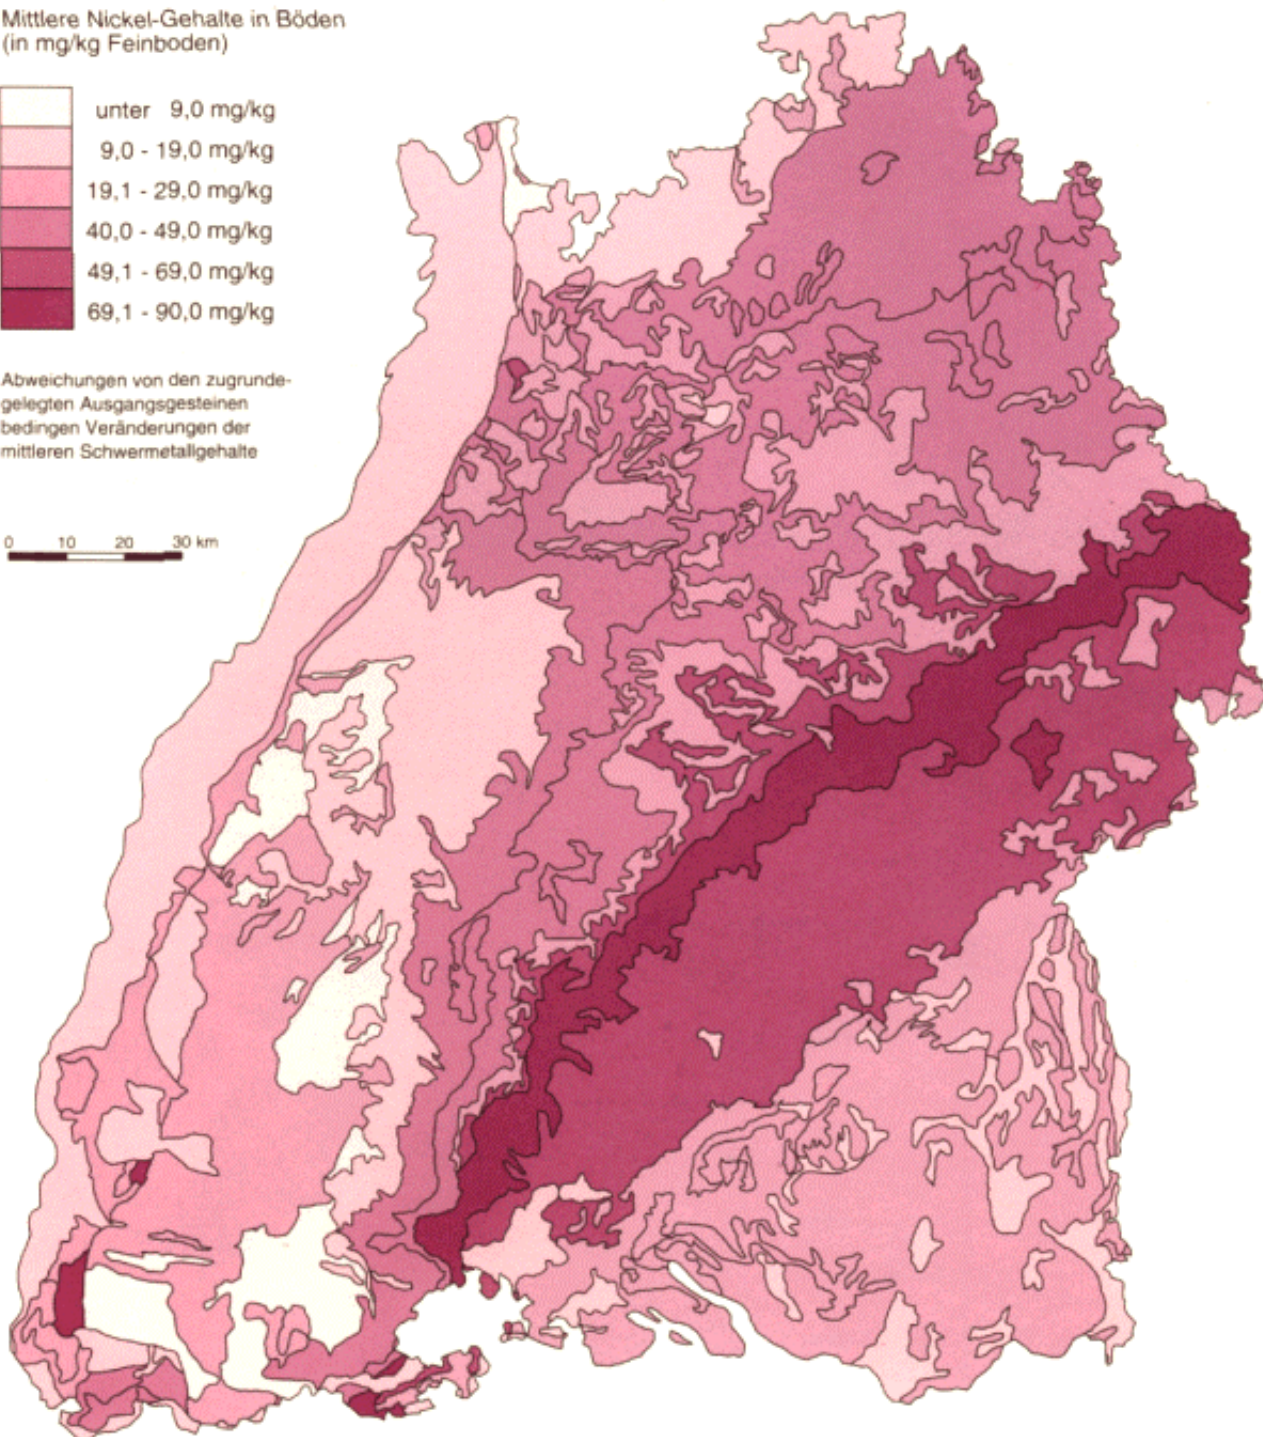 Mittlere Nickel-Gehalte in Böden
(in mg/kg Feinboden)
unter 9,0 mg/kg
9,0 - 19,0 mg/kg
19,1 - 29,0 mg/kg
40,0 - 49,0 mg/kg
49,1 - 69,0 mg/kg
69,1 - 90,0 mg/kg
Abweichungen von den zugrunde-
gelegten Ausgangsgesteinen
bedingen Veränderungen der
mittleren Schwermetallgehalte
0 10 20 30 km